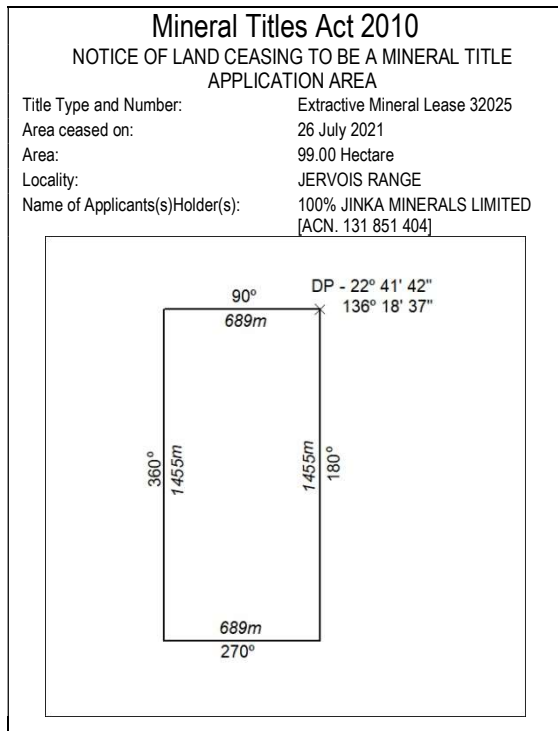 Mineral Titles Act 2010
NOTICE OF LAND CEASING TO BE A MINERAL TITLE
APPLICATION AREA
Title Type and Number: Extractive Mineral Lease 32025
Area ceased on: 26 July 2021
Area: 99.00 Hectare
Locality: JERVOIS RANGE
Name of Applicants(s)Holder(s): 100% JINKA MINERALS LIMITED
[ACN. 131 851 404]
DP - 22º 41' 42"
136º 18' 37"
90º
689m
360º
1455m
1455m
180º
689m
270º